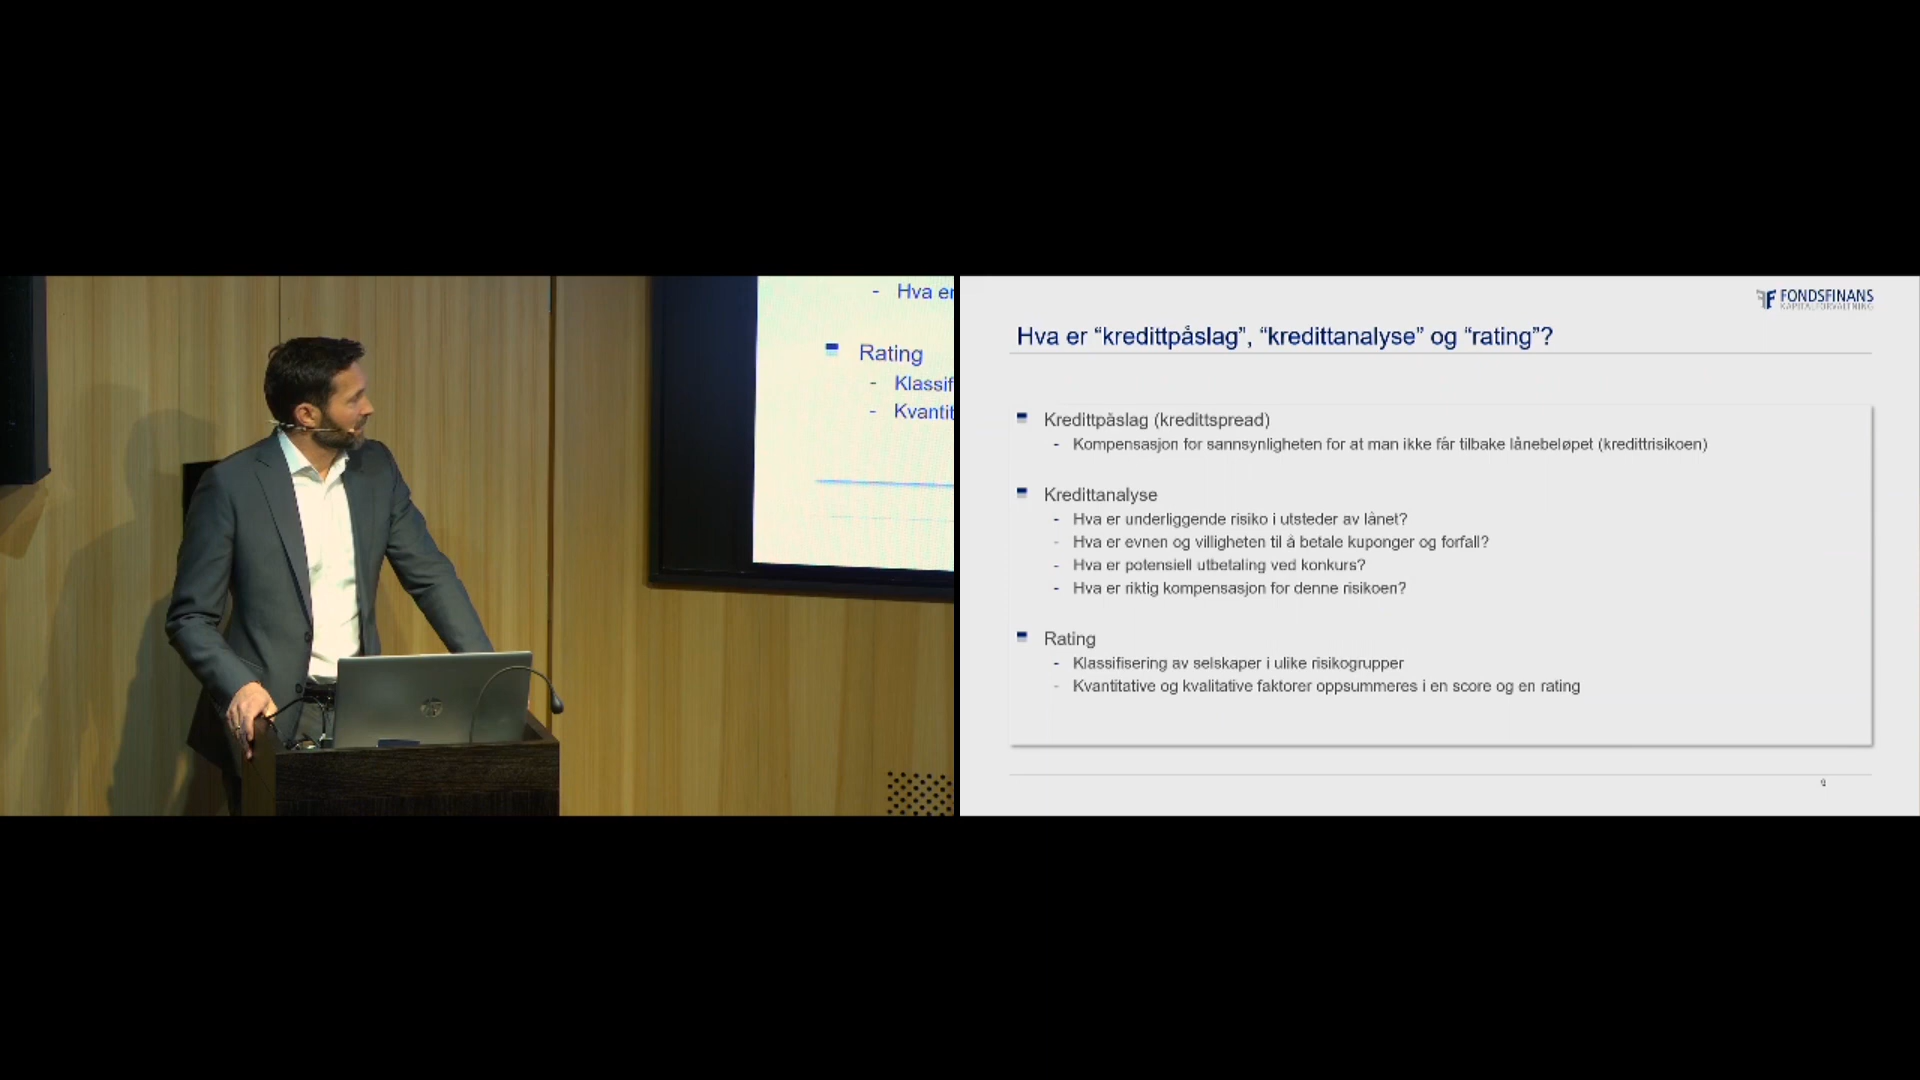 - Hva er
Rating
- Klassif
- Kvantit
FONDSFINANS
KAPITALFORVALTNING
Hva er “kredittpåslag”, “kredittanalyse” og “rating”?
Kredittpåslag (kredittspread)
- Kompensasjon for sannsynligheten for at man ikke får tilbake lånebeløpet (kredittrisikoen)
Kredittanalyse
- Hva er underliggende risiko i utsteder av lånet?
- Hva er evnen og villigheten til å betale kuponger og forfall?
- Hva er potensiell utbetaling ved konkurs?
- Hva er riktig kompensasjon for denne risikoen?
Rating
- Klassifisering av selskaper i ulike risikogrupper
- Kvantitative og kvalitative faktorer oppsummeres i en score og en rating